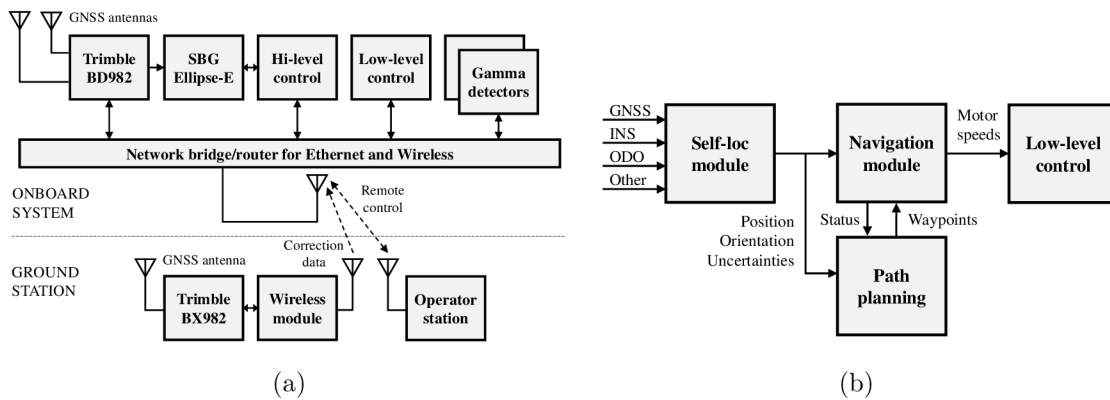 GNSS antennas
Trimble
BD982
SBG
Ellipse-E
Hi-level
control
Low-level
control
Gamma
detectors
Network bridge/router for Ethernet and Wireless
ONBOARD
SYSTEM
Remote
control
Correction
data
GROUND
STATION
GNSS antenna
Trimble
BX982
Wireless
module
Operator
station
(a)
GNSS
INS
ODO
Other
Self-loc
module
Navigation
module
Motor
speeds
Low-level
control
Position
Orientation
Uncertainties
Status
Waypoints
Path
planning
(b)